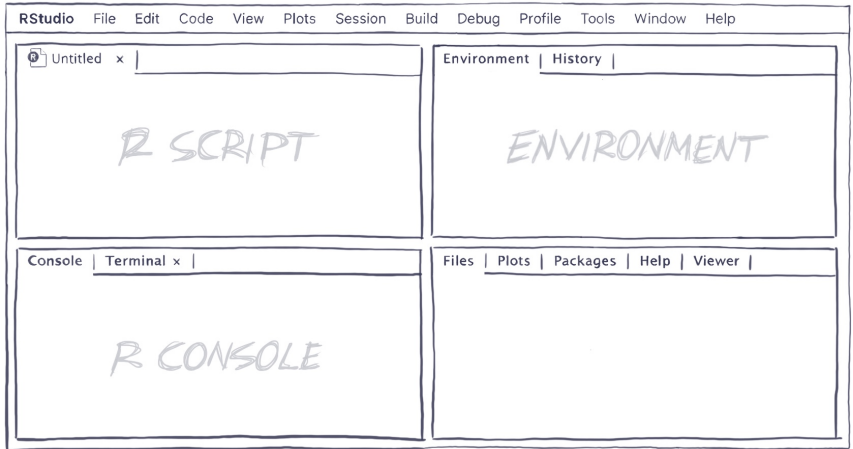 RStudio File Edit Code View Plots Session Build Debug Profile Tools Window Help
R Untitled x |
Environment | History |
R SCRIPT
ENVIRONMENT
Console | Terminal x |
Files | Plots | Packages | Help | Viewer |
R CONSOLE